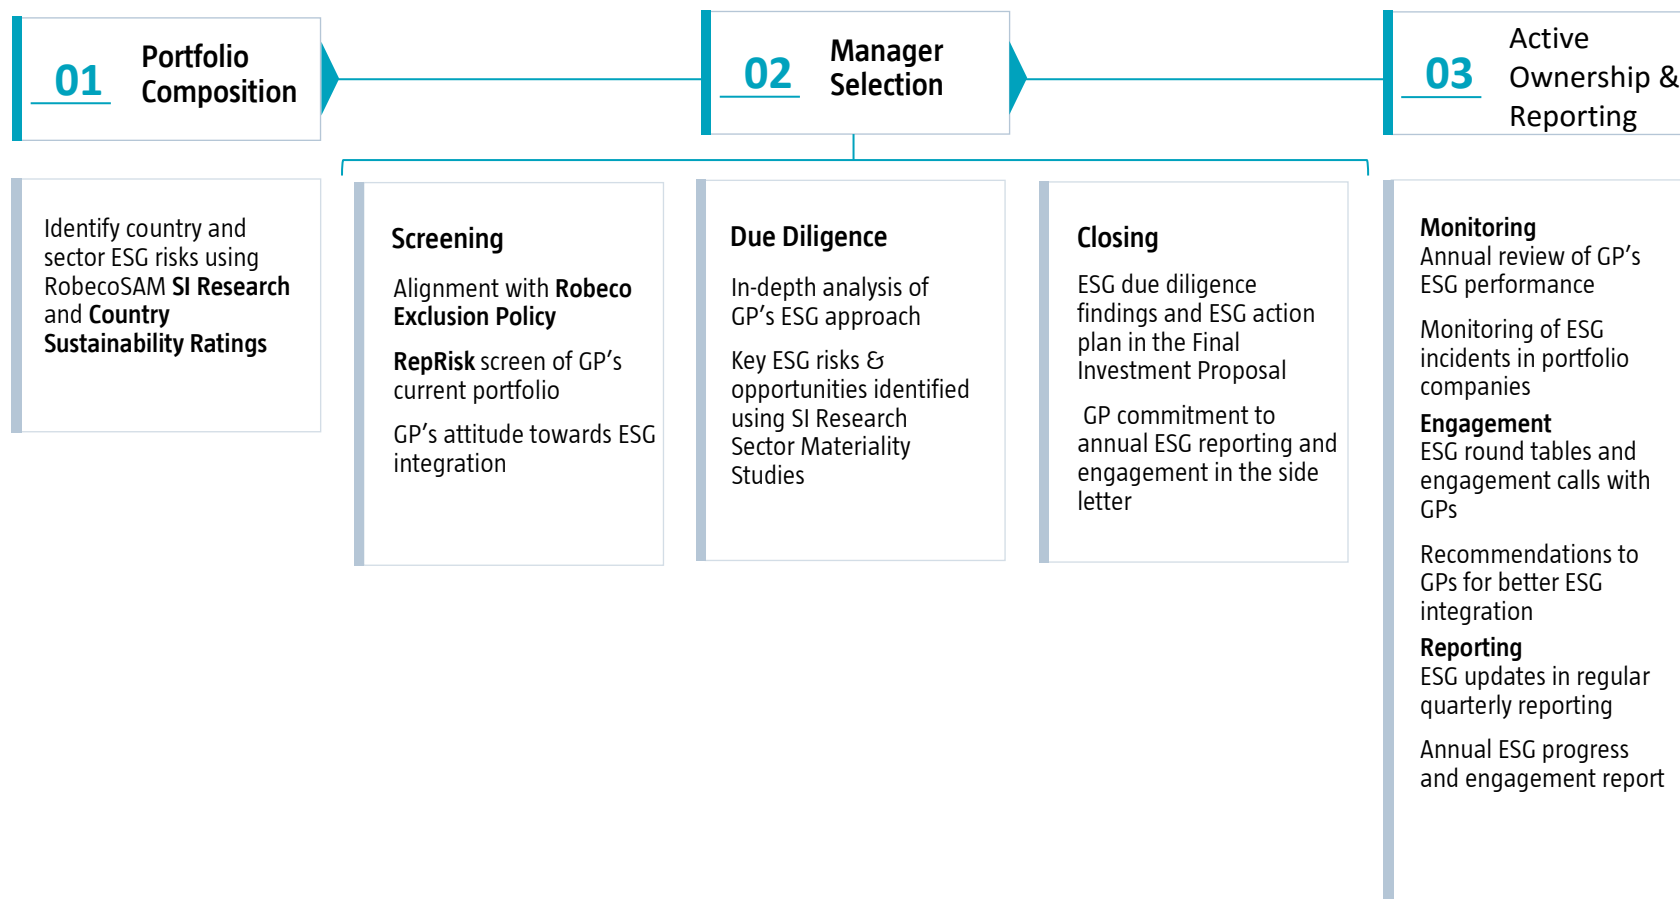 01
Portfolio
Composition
02
Manager
Selection
03
Active
Ownership &
Reporting
Identify country and
sector ESG risks using
RobecoSAM SI Research
and Country
Sustainability Ratings
Screening
Alignment with Robeco
Exclusion Policy
RepRisk screen of GP's
current portfolio
GP's attitude towards ESG
integration
Due Diligence
In-depth analysis of
GP's ESG approach
Key ESG risks &
opportunities identified
using SI Research
Sector Materiality
Studies
Closing
ESG due diligence
findings and ESG action
plan in the Final
Investment Proposal
GP commitment to
annual ESG reporting and
engagement in the side
letter
Monitoring
Annual review of GP's
ESG performance
Monitoring of ESG
incidents in portfolio
companies
Engagement
ESG round tables and
engagement calls with
GPs
Recommendations to
GPs for better ESG
integration
Reporting
ESG updates in regular
quarterly reporting
Annual ESG progress
and engagement report